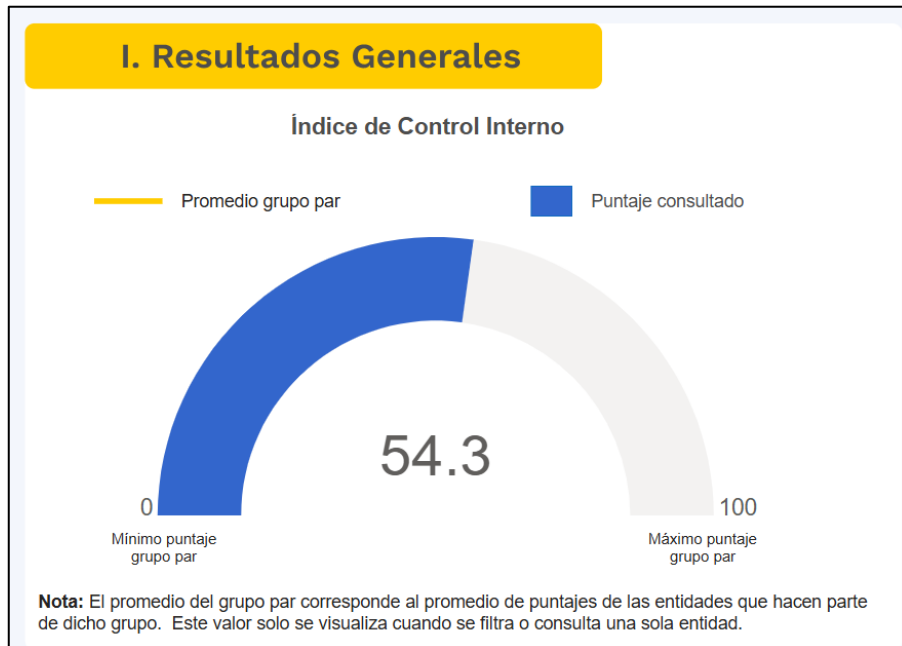 I. Resultados Generales
Índice de Control Interno
Promedio grupo par
Puntaje consultado
54.3
0
100
Mínimo puntaje
grupo par
Máximo puntaje
grupo par
Nota: El promedio del grupo par corresponde al promedio de puntajes de las entidades que hacen parte
de dicho grupo.  Este valor solo se visualiza cuando se filtra o consulta una sola entidad.